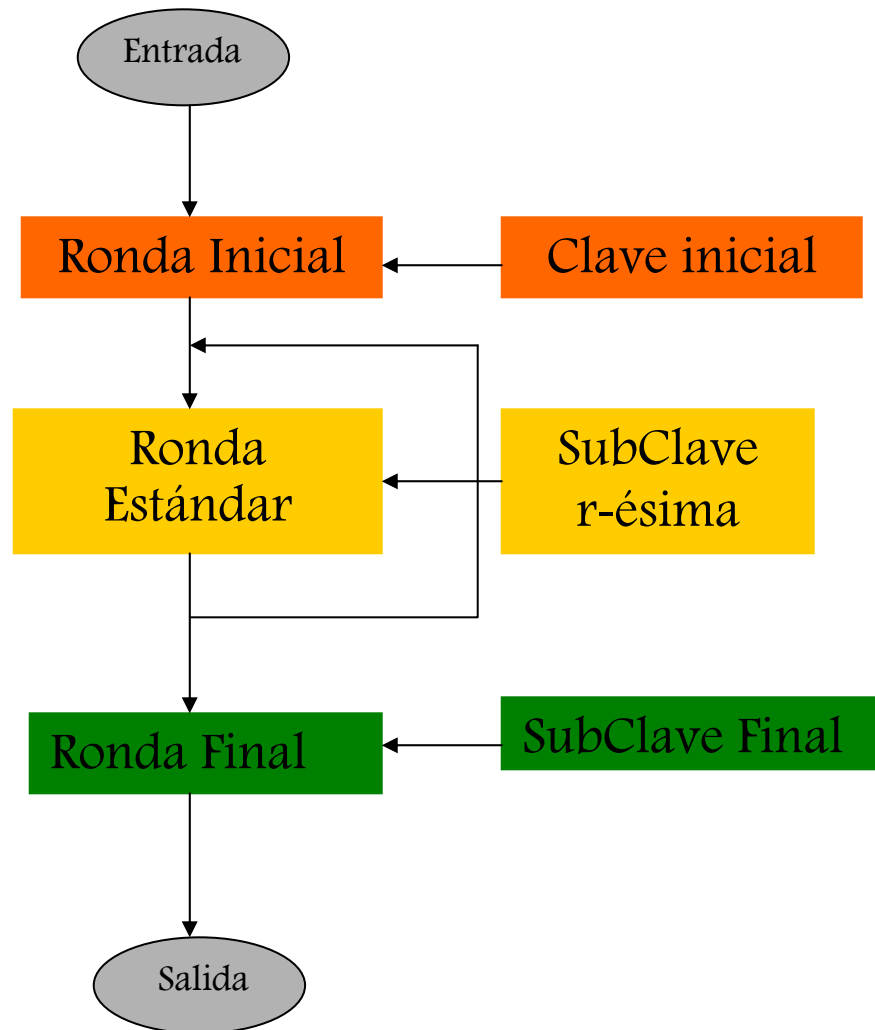 Entrada
Ronda Inicial
Clave inicial
Ronda
Estándar
SubClave
r-ésima
Ronda Final
SubClave Final
Salida